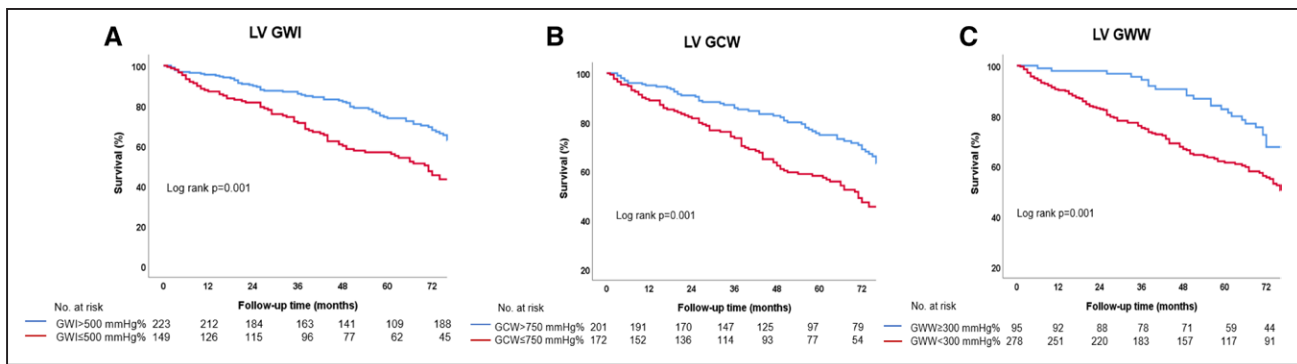 A
LV GWI
100
80
60
40
20
0
Survival (%)
Log rank p=0.001
0 12 24 36 48 60 72
No. at risk
Follow-up time (months)
GWI>500 mmHg% 223 212 184 163 141 109 188
GWI≤500 mmHg% 149 126 115 96 77 62 45
B
LV GCW
100
80
60
40
20
Survival (%)
Log rank p=0.001
0 12 24 36 48 60 72
No. at risk
Follow-up time (months)
GCW>750 mmHg% 201 191 170 147 125 97 79
GCW≤750 mmHg% 172 152 136 114 93 77 54
C
LV GWW
100
80
60
40
20
Survival (%)
Log rank p=0.001
0 12 24 36 48 60 72
No. at risk
Follow-up time (months)
GWW≥300 mmHg% 95 92 88 78 71 59 44
GWW<300 mmHg% 278 251 220 183 157 117 91